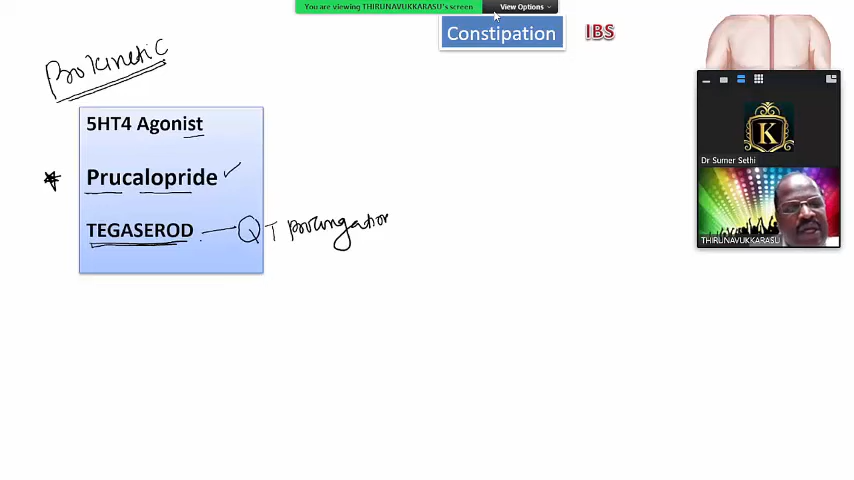 You are viewing THIRUNAVUKKARASU's screen
View Options
Constipation
IBS
Prokinetic
5HT4 Agonist
Prucalopride
TEGASEROD
QT prolongation
K
Dr Sumer Sethi
THIRUNAVUKKARASU